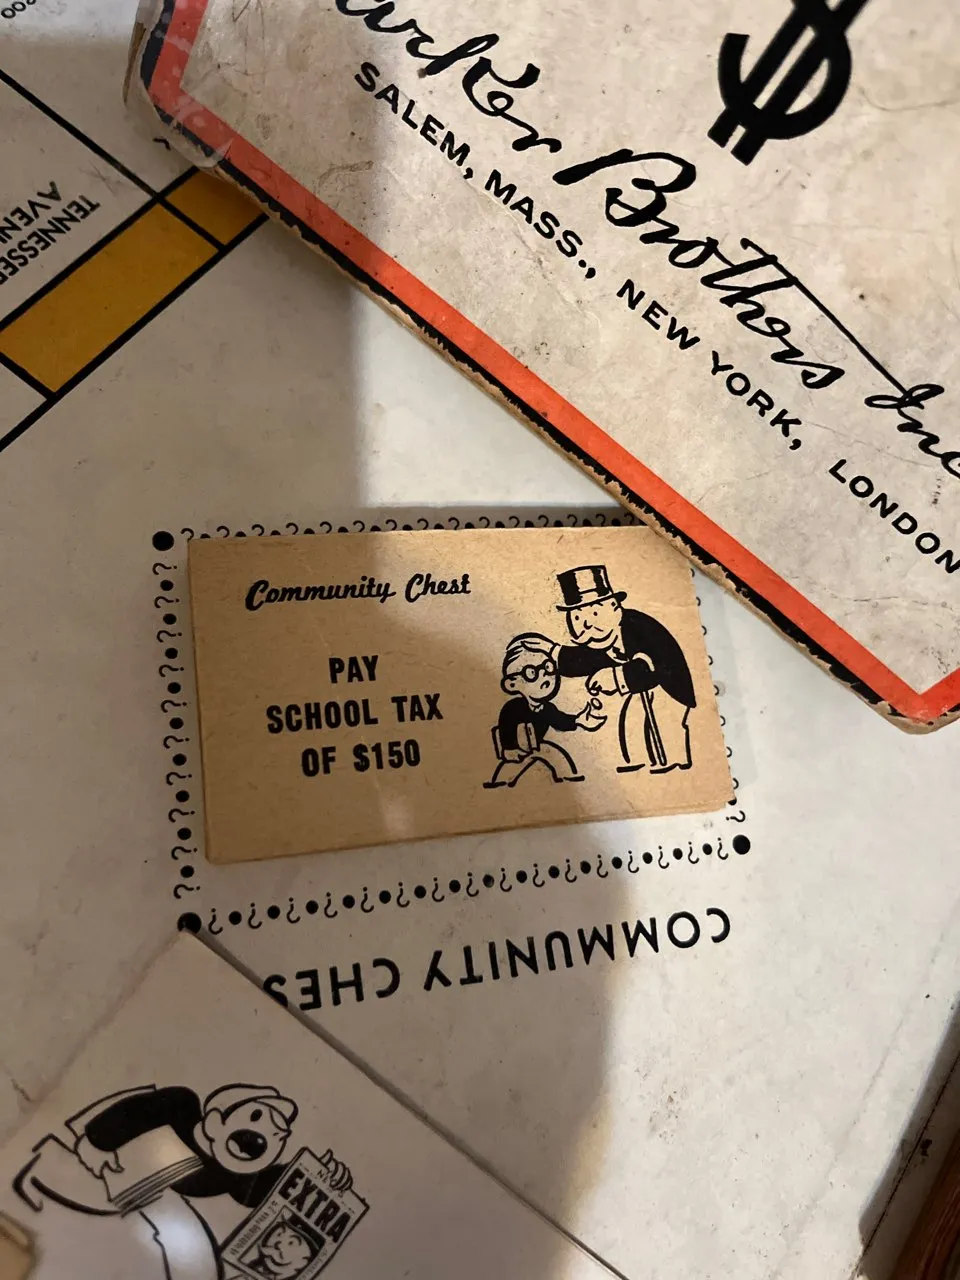 $
Parker Brothers Inc
SALEM, MASS., NEW YORK, LONDON
TENNESSEE
AVEN
Community Chest
PAY
SCHOOL TAX
OF $150
COMMUNITY CHES
EXTRA